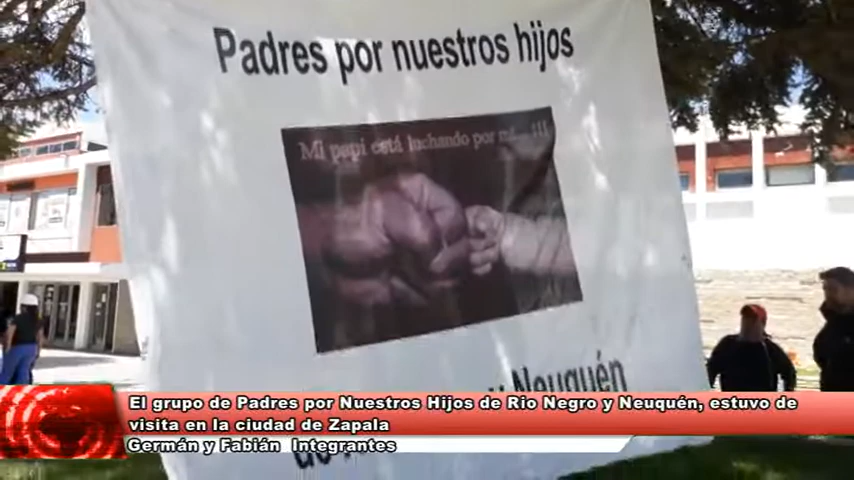 Padres por nuestros hijos
Mi papi está luchando por
y Neuquén
El grupo de Padres por Nuestros Hijos de Rio Negro y Neuquén, estuvo de
visita en la ciudad de Zapala
Germán y Fabián Integrantes